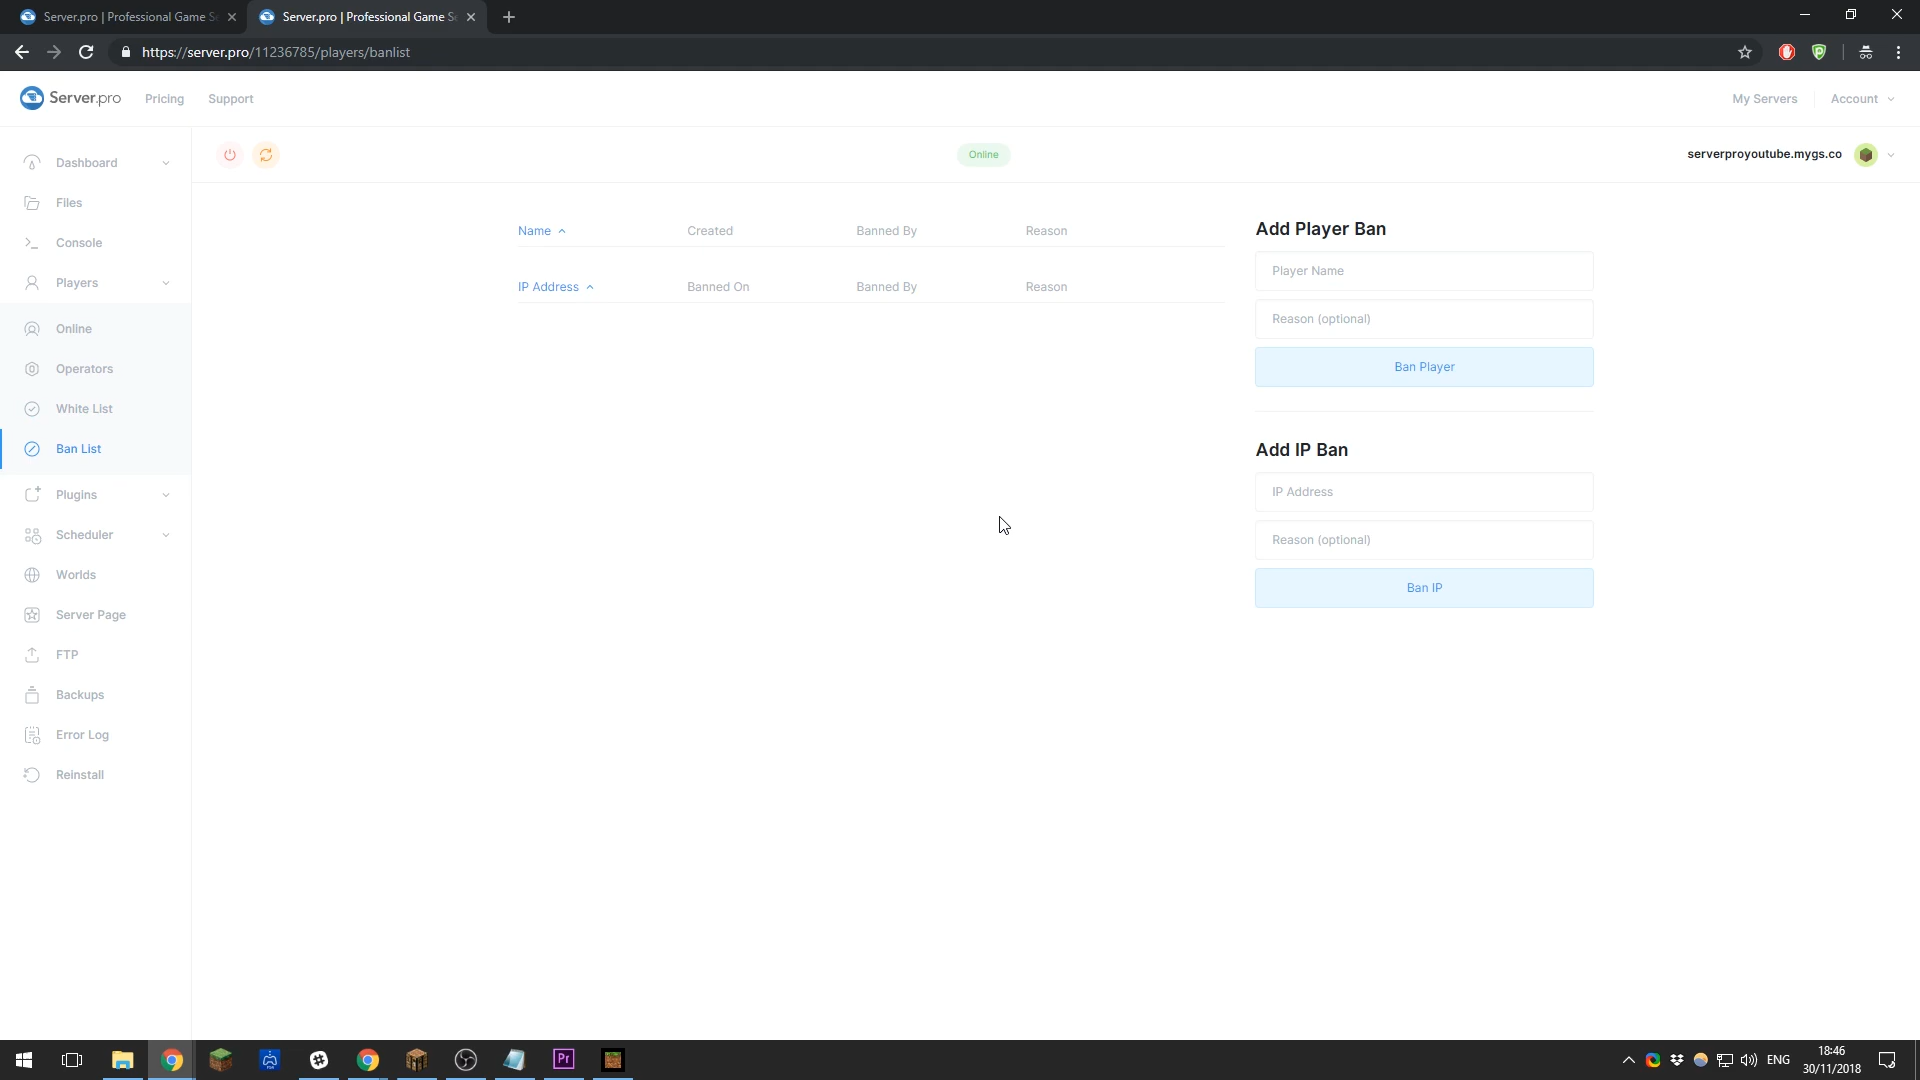 Server.pro | Professional Game S
Server.pro | Professional Game Se
https://server.pro/11236785/players/banlist
Server.pro
Pricing
Support
My Servers
Account
Online
serverproyoutube.mygs.co
Dashboard
Files
Console
Players
Online
Operators
White List
Ban List
Plugins
Scheduler
Worlds
Server Page
FTP
Backups
Error Log
Reinstall
Name Created Banned By Reason
IP Address Banned On Banned By Reason
Add Player Ban
Player Name
Reason (optional)
Ban Player
Add IP Ban
IP Address
Reason (optional)
Ban IP
Pr
ENG
18:46
30/11/2018